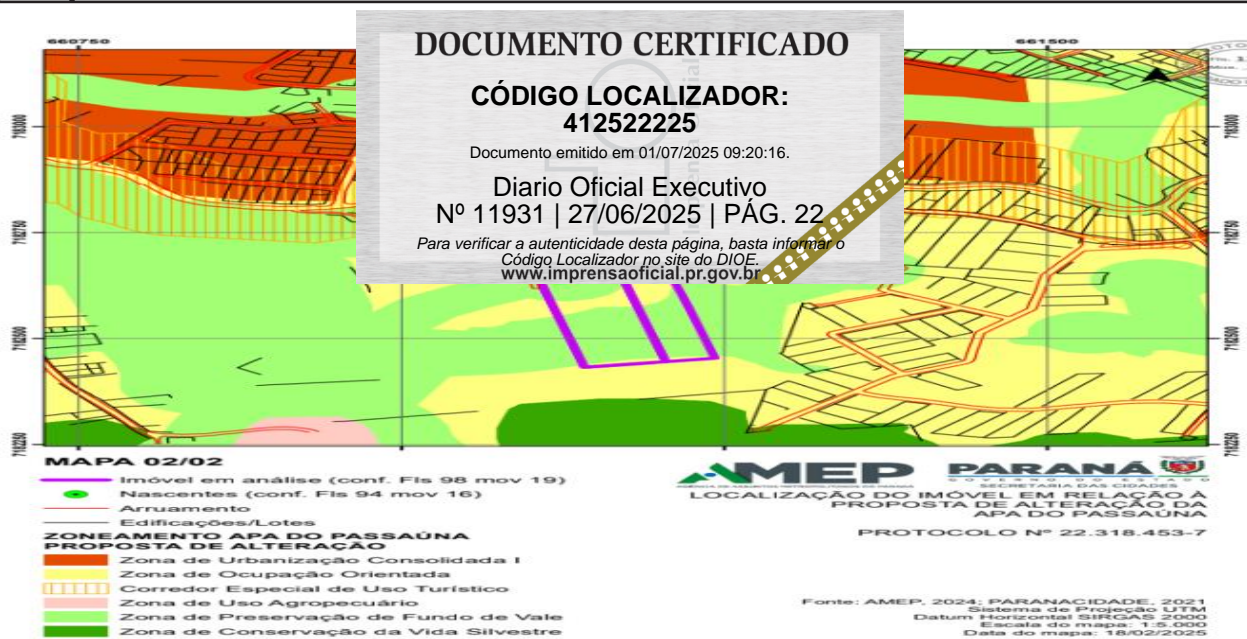 660750
661500
DOCUMENTO CERTIFICADO
CÓDIGO LOCALIZADOR:
412522225
Documento emitido em 01/07/2025 09:20:16.
Diario Oficial Executivo
Nº 11931 | 27/06/2025 | PÁG. 22
Para verificar a autenticidade desta página, basta informar o
Código Localizador no site do DIOE.
www.imprensaoficial.pr.gov.br
7183000
7183000
7182750
7182750
7182500
7182500
7182250
7182250
MAPA 02/02
Imóvel em análise (conf. Fls 98 mov 19)
Nascentes (conf. Fls 94 mov 16)
Arruamento
Edificações/Lotes
ZONEAMENTO APA DO PASSAÚNA
PROPOSTA DE ALTERAÇÃO
Zona de Urbanização Consolidada I
Zona de Ocupação Orientada
Corredor Especial de Uso Turístico
Zona de Uso Agropecuário
Zona de Preservação de Fundo de Vale
Zona de Conservação da Vida Silvestre
AMEP
PARANÁ
GOVERNO DO ESTADO
SECRETARIA DAS CIDADES
LOCALIZAÇÃO DO IMÓVEL EM RELAÇÃO À
PROPOSTA DE ALTERAÇÃO DA
APA DO PASSAÚNA
PROTOCOLO Nº 22.318.453-7
Fonte: AMEP, 2024; PARANACIDADE, 2021
Sistema de Projeção UTM
Datum Horizontal SIRGAS 2000
Escala do mapa: 1:5.000
Data do mapa: 18/02/2025